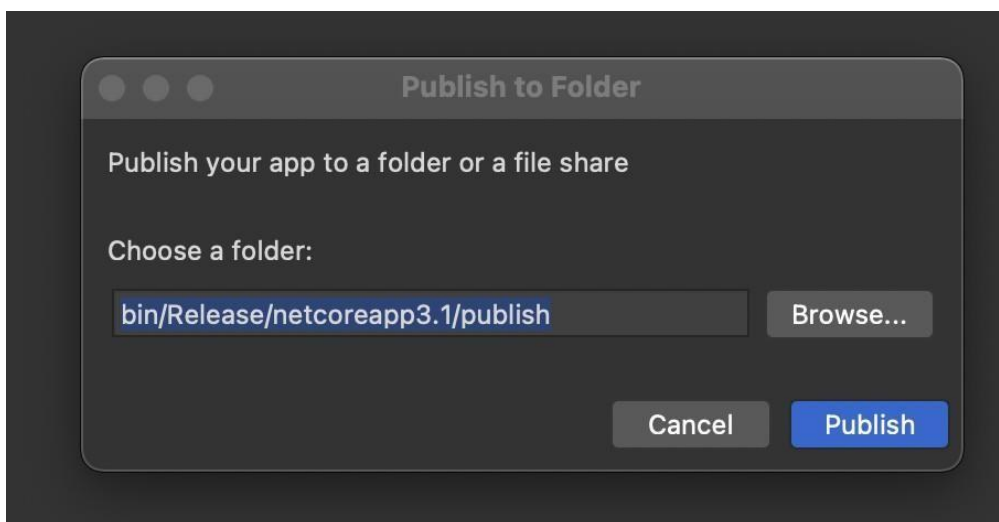 Publish to Folder
Publish your app to a folder or a file share
Choose a folder:
bin/Release/netcoreapp3.1/publish
Browse...
Cancel
Publish